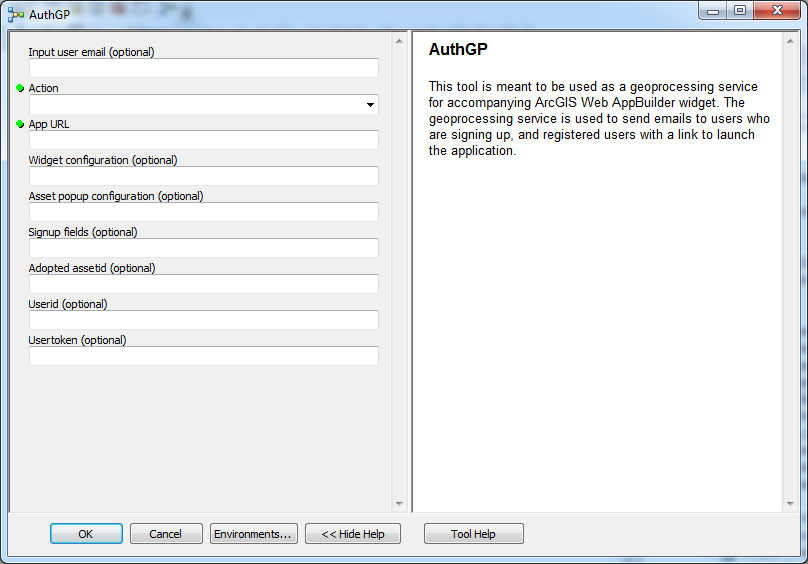 AuthGP
Input user email (optional)
Action
App URL
Widget configuration (optional)
Asset popup configuration (optional)
Signup fields (optional)
Adopted assetid (optional)
Userid (optional)
Usertoken (optional)
AuthGP
This tool is meant to be used as a geoprocessing service
for accompanying ArcGIS Web AppBuilder widget. The
geoprocessing service is used to send emails to users who
are signing up, and registered users with a link to launch
the application.
OK
Cancel
Environments...
<< Hide Help
Tool Help